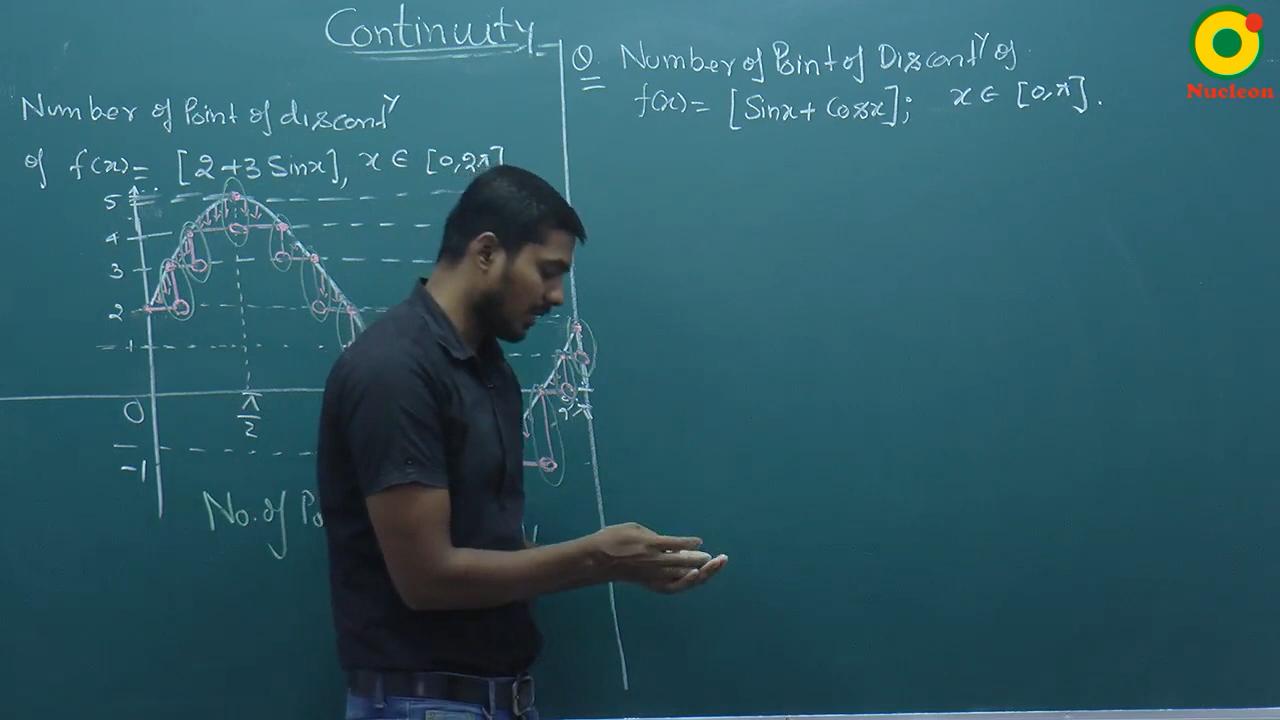 Continuity
Number of Point of discont^y
of f(x) = [2 + 3 Sinx], x ∈ [0, 2π]
5
4
3
2
1
0
-1
π/2
2π
No. of
Q Number of Point of Discont^y of
f(x) = [Sinx + Cosx]; x ∈ [0, π].
Nucleon